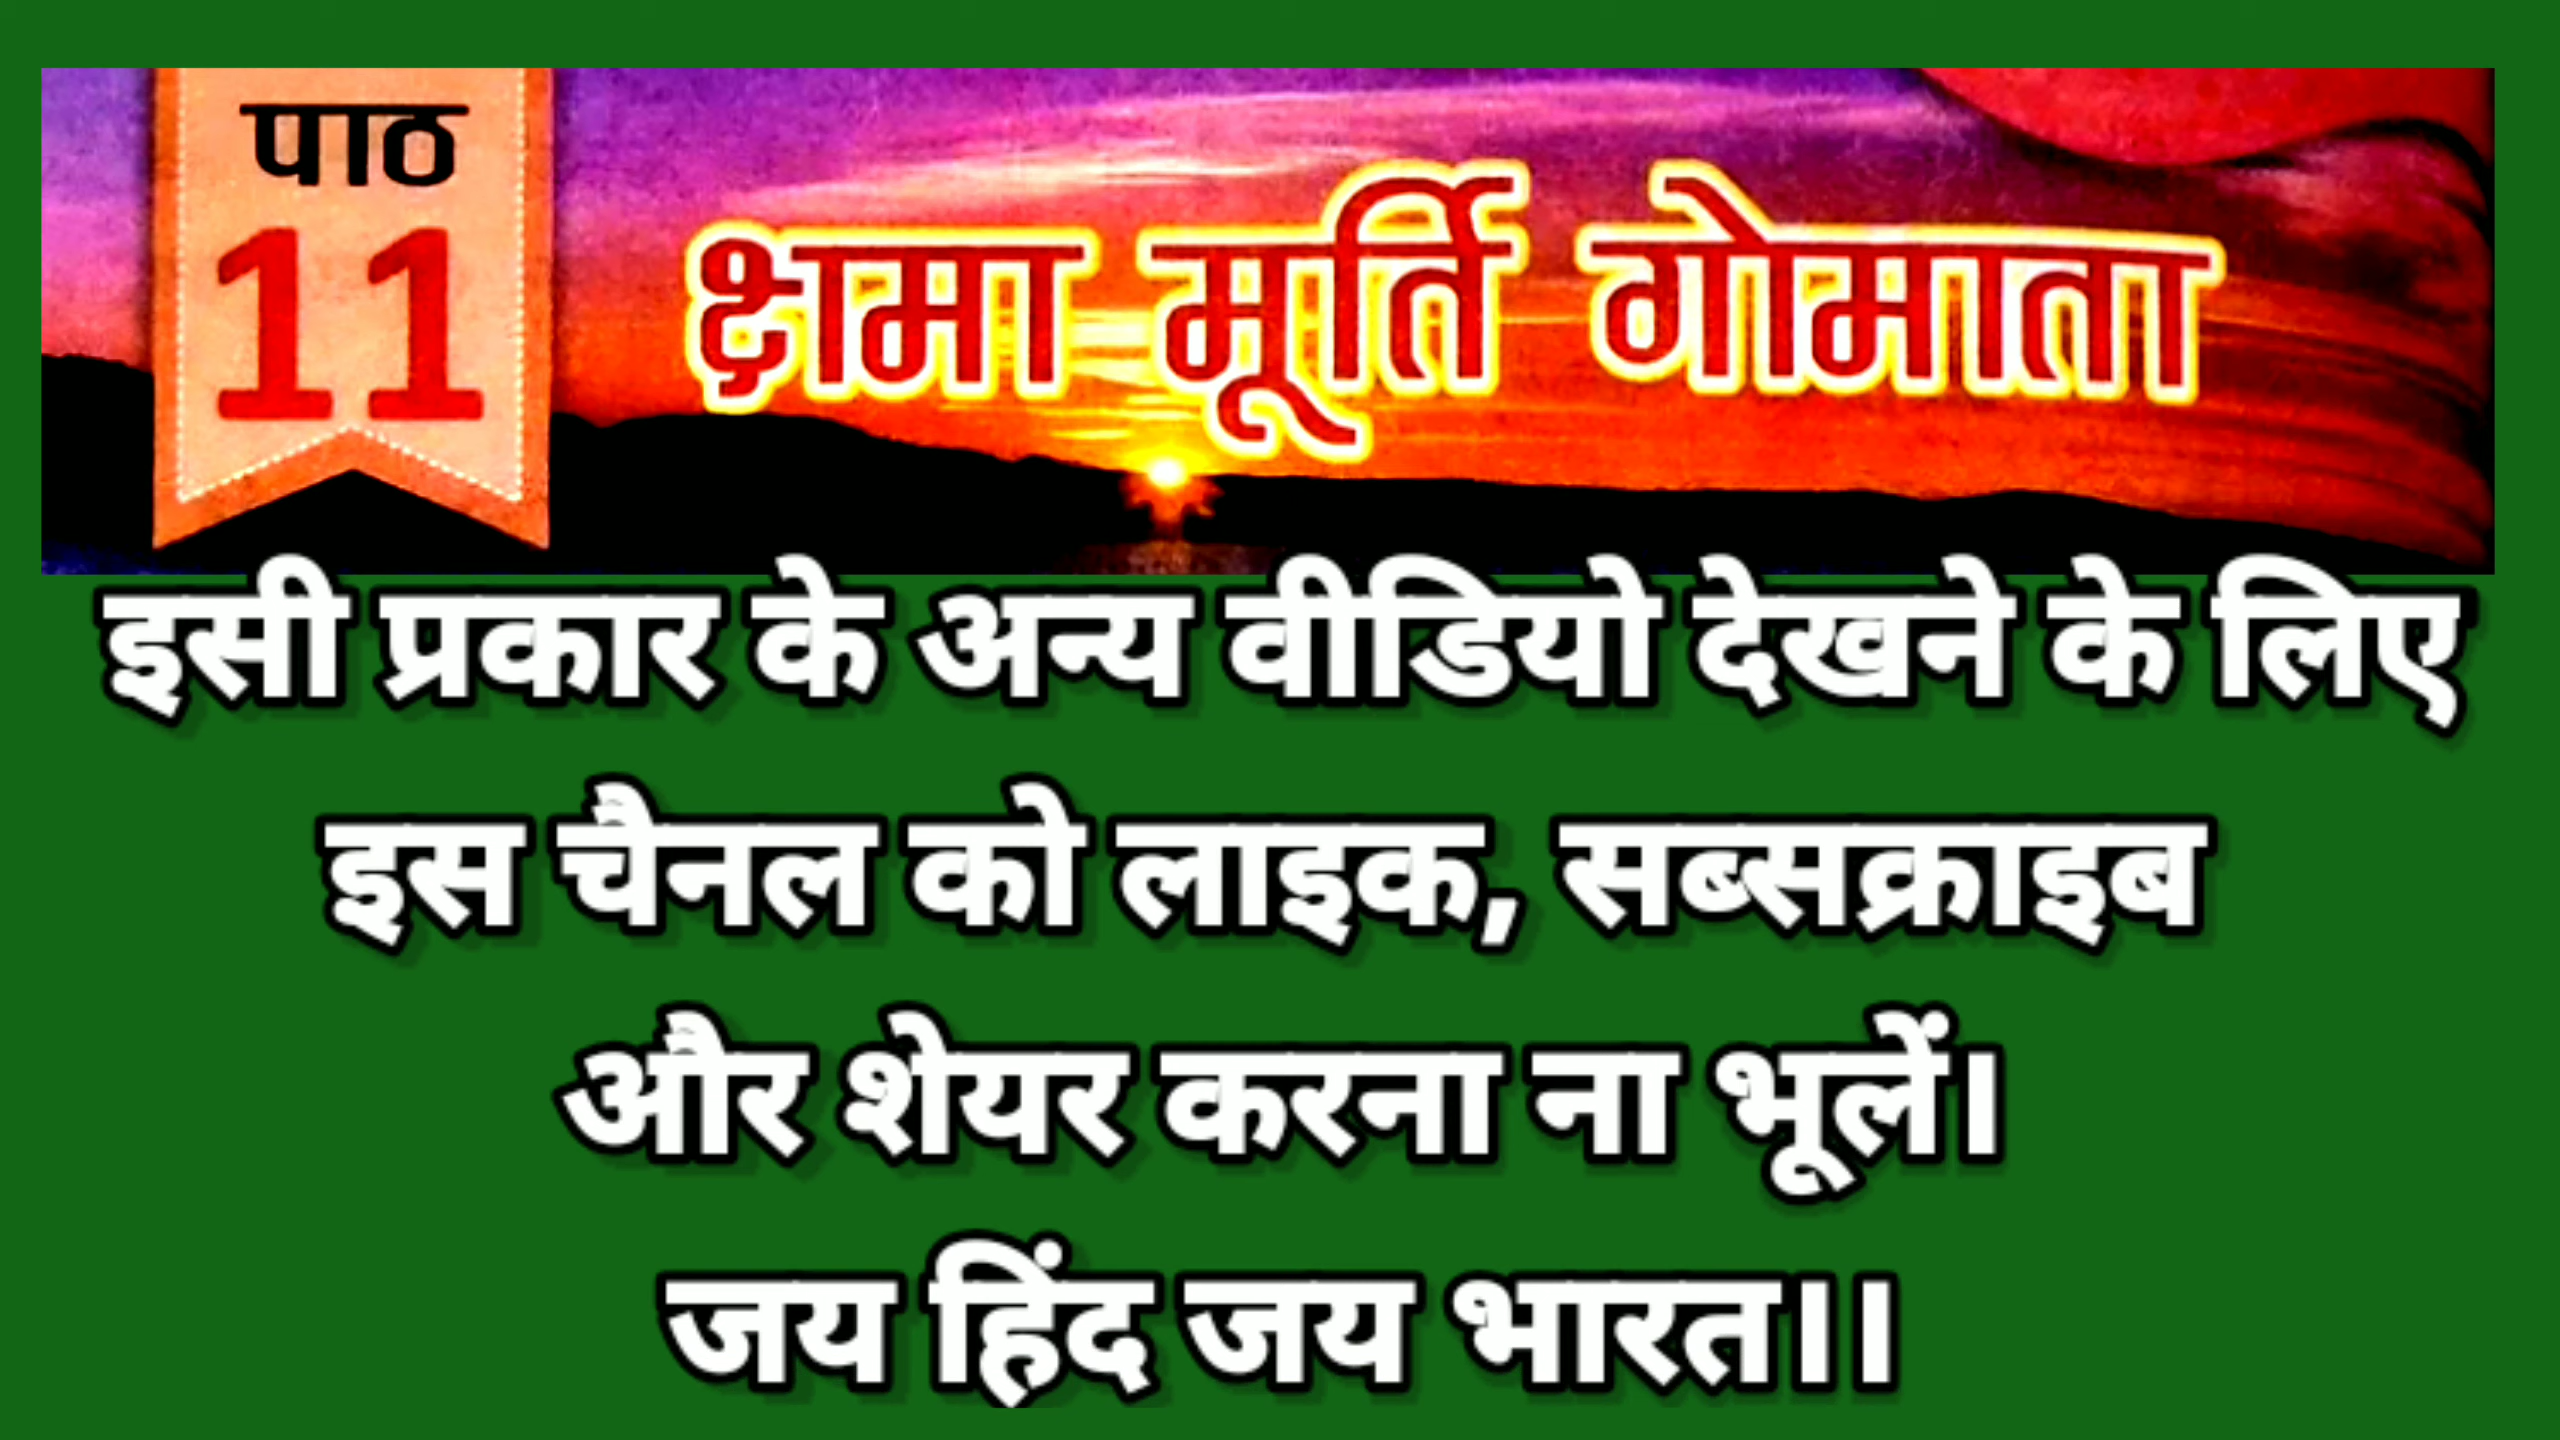 पाठ
11
क्षमा मूर्ति गोमाता
इसी प्रकार के अन्य वीडियो देखने के लिए
इस चैनल को लाइक, सब्सक्राइब
और शेयर करना ना भूलें।
जय हिंद जय भारत।।